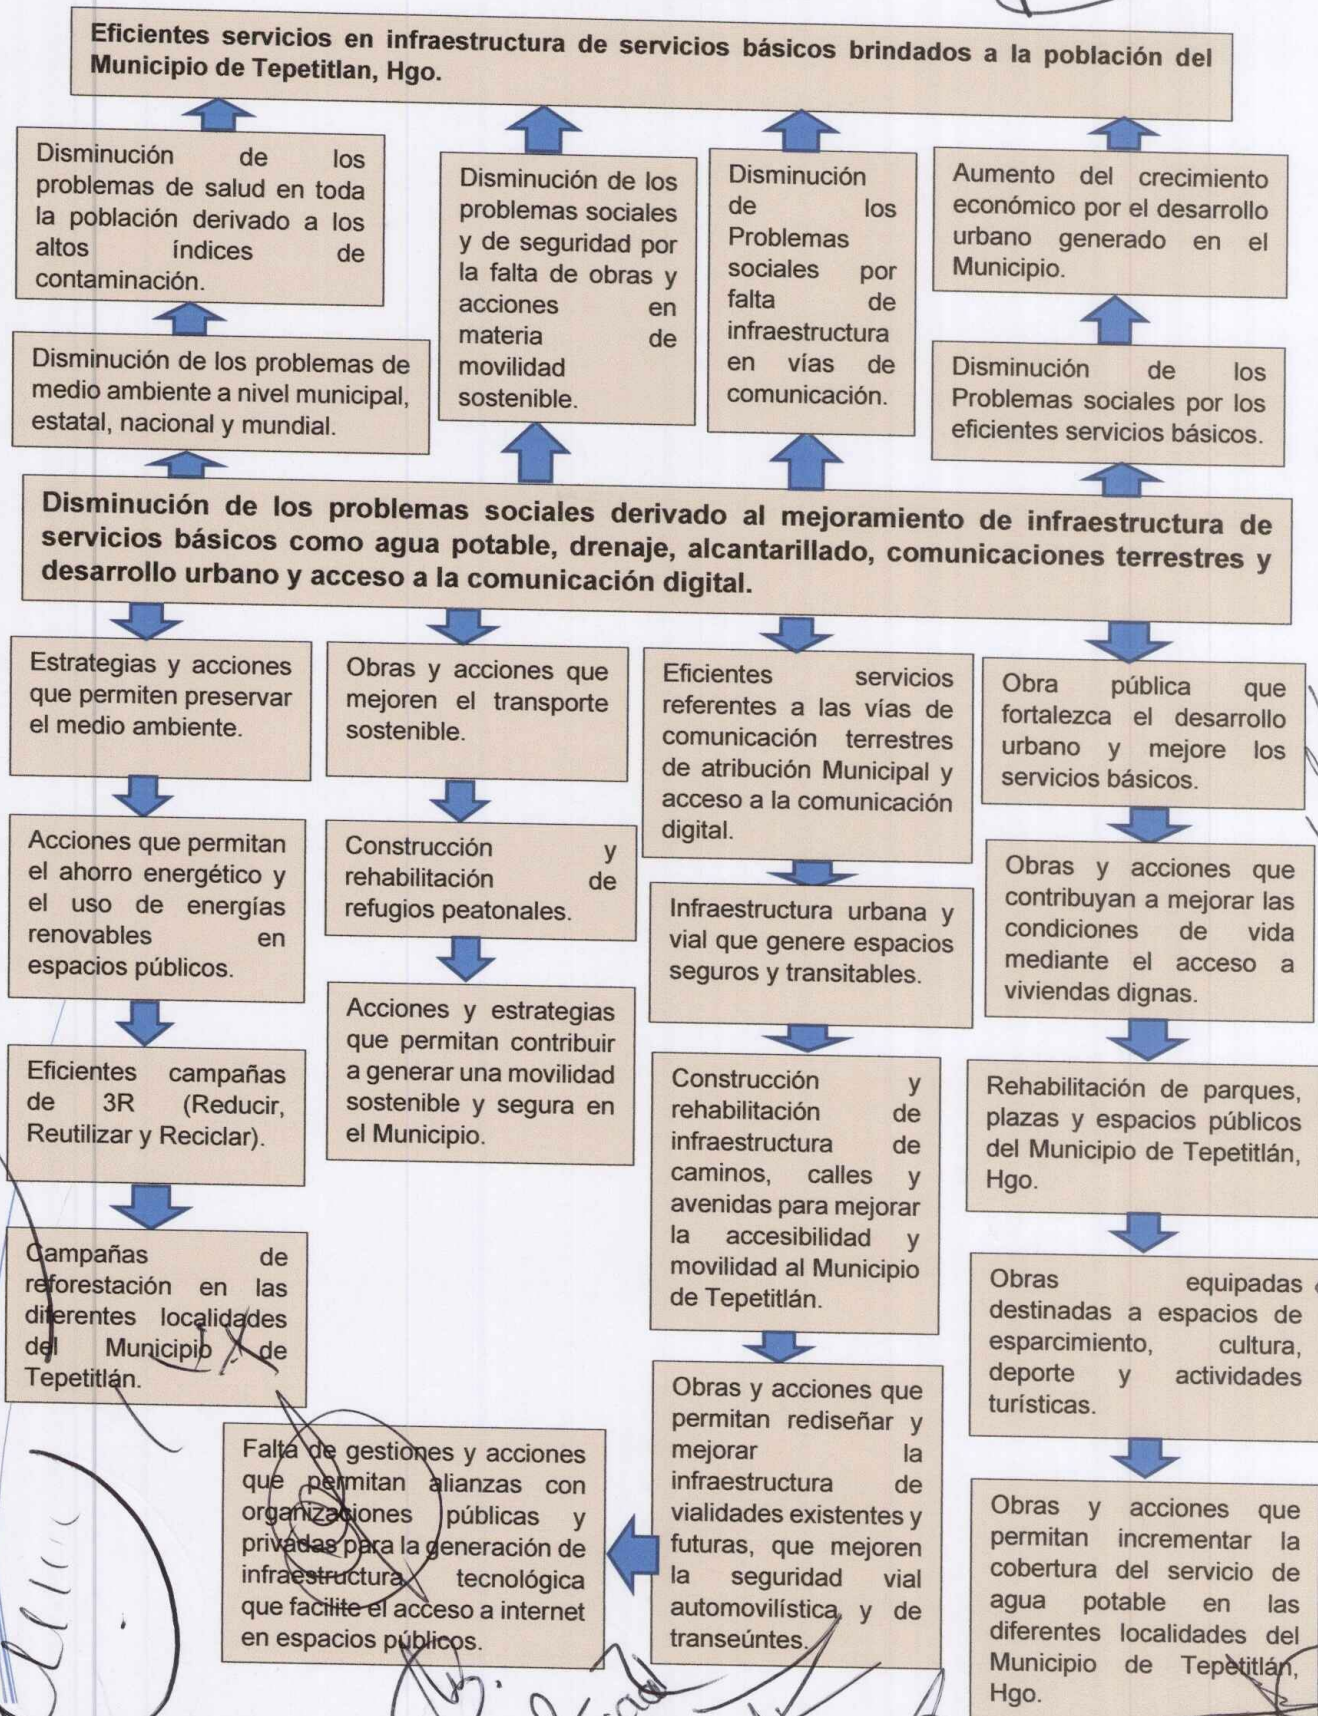 Eficientes servicios en infraestructura de servicios básicos brindados a la población del
Municipio de Tepetitlan, Hgo.
Disminución de los
problemas de salud en toda
la población derivado a los
altos índices de
contaminación.
Disminución de los
problemas sociales
y de seguridad por
la falta de obras y
acciones en
materia de
movilidad
sostenible.
Disminución
de los
Problemas
sociales por
falta de
infraestructura
en vías de
comunicación.
Aumento del crecimiento
económico por el desarrollo
urbano generado en el
Municipio.
Disminución de los problemas de
medio ambiente a nivel municipal,
estatal, nacional y mundial.
Disminución de los
Problemas sociales por los
eficientes servicios básicos.
Disminución de los problemas sociales derivado al mejoramiento de infraestructura de
servicios básicos como agua potable, drenaje, alcantarillado, comunicaciones terrestres y
desarrollo urbano y acceso a la comunicación digital.
Estrategias y acciones
que permiten preservar
el medio ambiente.
Obras y acciones que
mejoren el transporte
sostenible.
Eficientes servicios
referentes a las vías de
comunicación terrestres
de atribución Municipal y
acceso a la comunicación
digital.
Obra pública que
fortalezca el desarrollo
urbano y mejore los
servicios básicos.
Acciones que permitan
el ahorro energético y
el uso de energías
renovables en
espacios públicos.
Construcción y
rehabilitación de
refugios peatonales.
Infraestructura urbana y
vial que genere espacios
seguros y transitables.
Obras y acciones que
contribuyan a mejorar las
condiciones de vida
mediante el acceso a
viviendas dignas.
Eficientes campañas
de 3R (Reducir,
Reutilizar y Reciclar).
Acciones y estrategias
que permitan contribuir
a generar una movilidad
sostenible y segura en
el Municipio.
Construcción y
rehabilitación de
infraestructura de
caminos, calles y
avenidas para mejorar
la accesibilidad y
movilidad al Municipio
de Tepetitlán.
Rehabilitación de parques,
plazas y espacios públicos
del Municipio de Tepetitlán,
Hgo.
Campañas de
reforestación en las
diferentes localidades
del Municipio de
Tepetitlán.
Obras equipadas
destinadas a espacios de
esparcimiento, cultura,
deporte y actividades
turísticas.
Falta de gestiones y acciones
que permitan alianzas con
organizaciones públicas y
privadas para la generación de
infraestructura tecnológica
que facilite el acceso a internet
en espacios públicos.
Obras y acciones que
permitan rediseñar y
mejorar la
infraestructura de
vialidades existentes y
futuras, que mejoren
la seguridad vial
automovilística y de
transeúntes.
Obras y acciones que
permitan incrementar la
cobertura del servicio de
agua potable en las
diferentes localidades del
Municipio de Tepetitlán,
Hgo.